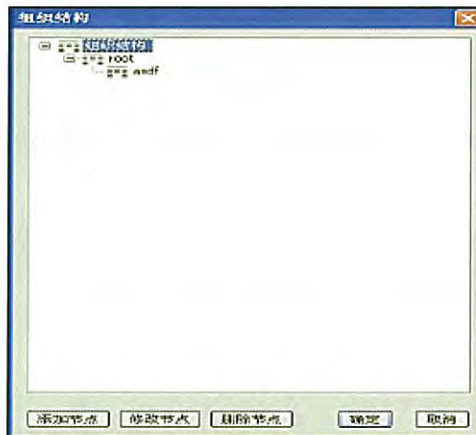 组织结构
组织结构
root
asdf
添加节点 修改节点 删除节点 确定 取消